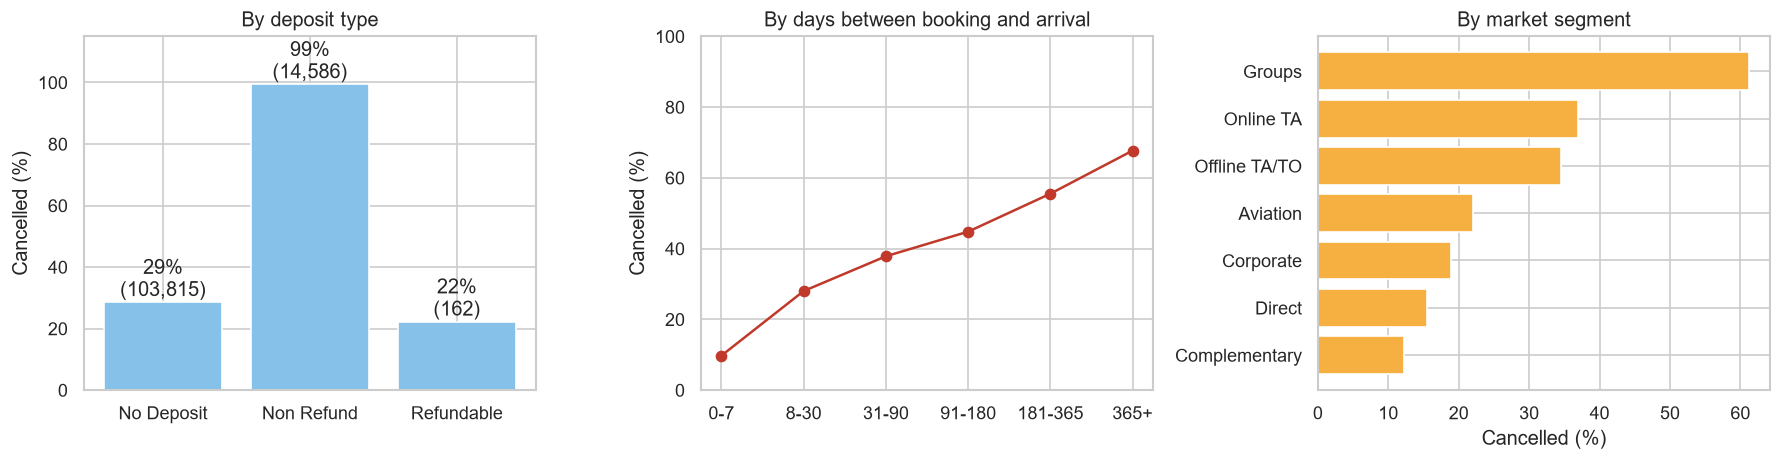 By deposit type
Cancelled (%)
100
80
60
40
20
0
29%
(103,815)
99%
(14,586)
22%
(162)
No Deposit
Non Refund
Refundable
By days between booking and arrival
Cancelled (%)
100
80
60
40
20
0
0-7
8-30
31-90
91-180
181-365
365+
By market segment
Groups
Online TA
Offline TA/TO
Aviation
Corporate
Direct
Complementary
0
10
20
30
40
50
60
Cancelled (%)